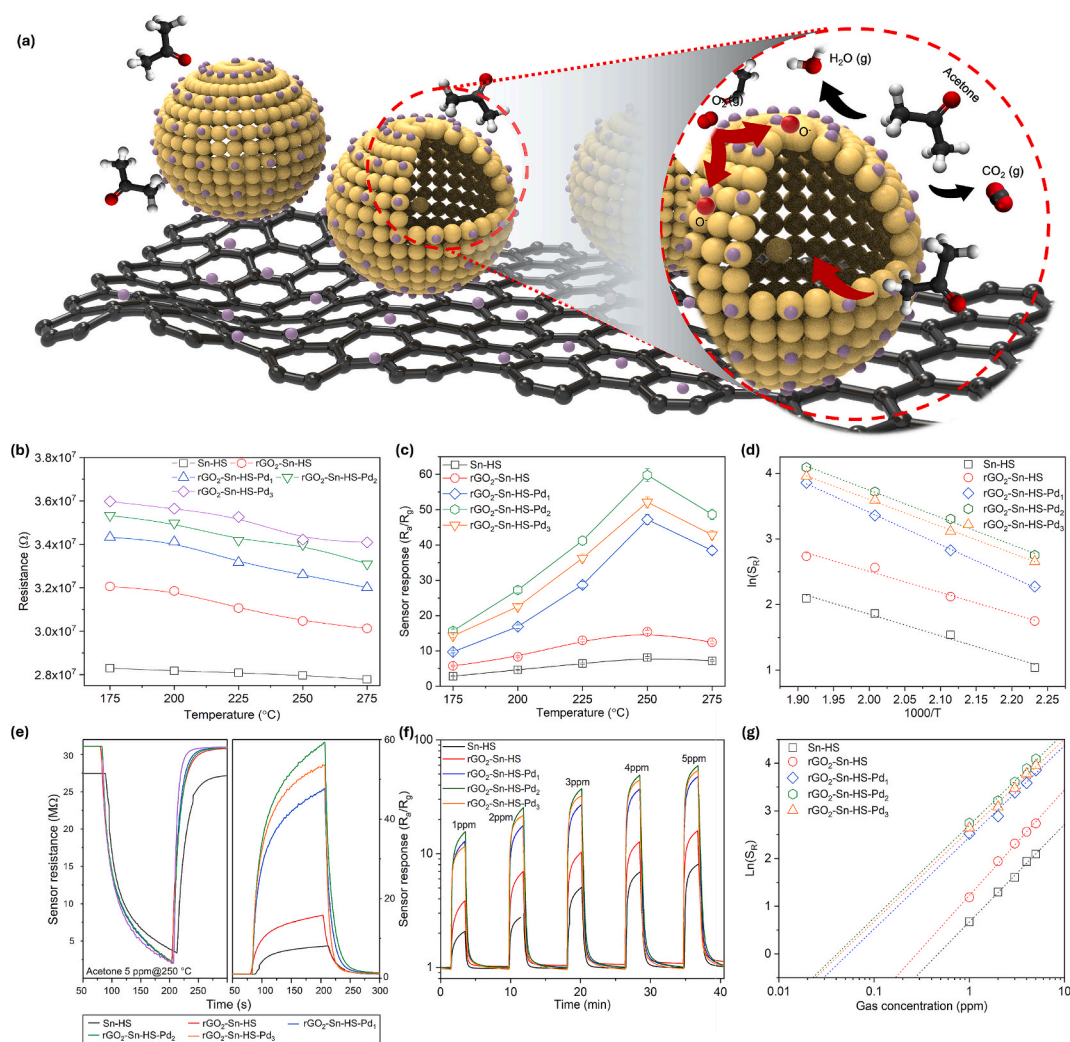 (a)
H₂O (g)
Acetone
O₂(g)
O⁻
CO₂ (g)
O⁻
(b)
3.8x10⁷
3.6x10⁷
3.4x10⁷
3.2x10⁷
3.0x10⁷
2.8x10⁷
Resistance (Ω)
Sn-HS
rGO₂-Sn-HS
rGO₂-Sn-HS-Pd₁
rGO₂-Sn-HS-Pd₂
rGO₂-Sn-HS-Pd₃
175 200 225 250 275
Temperature (°C)
(c)
60
50
40
30
20
10
0
Sensor response (Rₐ/R₉)
Sn-HS
rGO₂-Sn-HS
rGO₂-Sn-HS-Pd₁
rGO₂-Sn-HS-Pd₂
rGO₂-Sn-HS-Pd₃
175 200 225 250 275
Temperature (°C)
(d)
4
3
2
1
ln(S_R)
Sn-HS
rGO₂-Sn-HS
rGO₂-Sn-HS-Pd₁
rGO₂-Sn-HS-Pd₂
rGO₂-Sn-HS-Pd₃
1.90 1.95 2.00 2.05 2.10 2.15 2.20 2.25
1000/T
(e)
30
25
20
15
10
5
Sensor resistance (MΩ)
Acetone 5 ppm@250 °C
50 100 150 200 250
50 100 150 200 250 300
Time (s)
60
40
20
0
Sensor response (Rₐ/R₉)
Sn-HS
rGO₂-Sn-HS
rGO₂-Sn-HS-Pd₁
rGO₂-Sn-HS-Pd₂
rGO₂-Sn-HS-Pd₃
(f)
100
10
1
Sn-HS
rGO₂-Sn-HS
rGO₂-Sn-HS-Pd₁
rGO₂-Sn-HS-Pd₂
rGO₂-Sn-HS-Pd₃
1ppm
2ppm
3ppm
4ppm
5ppm
0 10 20 30 40
Time (min)
(g)
4
3
2
1
0
Ln(S_R)
Sn-HS
rGO₂-Sn-HS
rGO₂-Sn-HS-Pd₁
rGO₂-Sn-HS-Pd₂
rGO₂-Sn-HS-Pd₃
0.01 0.1 1 10
Gas concentration (ppm)